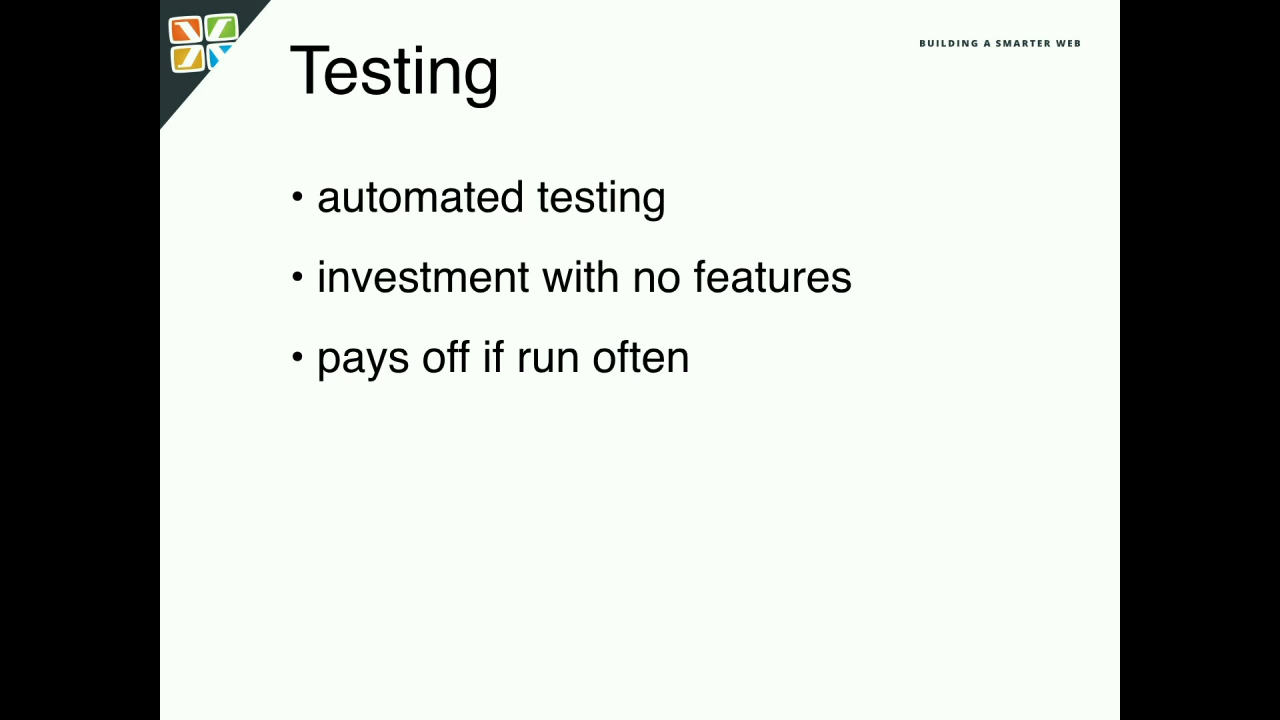 Testing
BUILDING A SMARTER WEB
• automated testing
• investment with no features
• pays off if run often